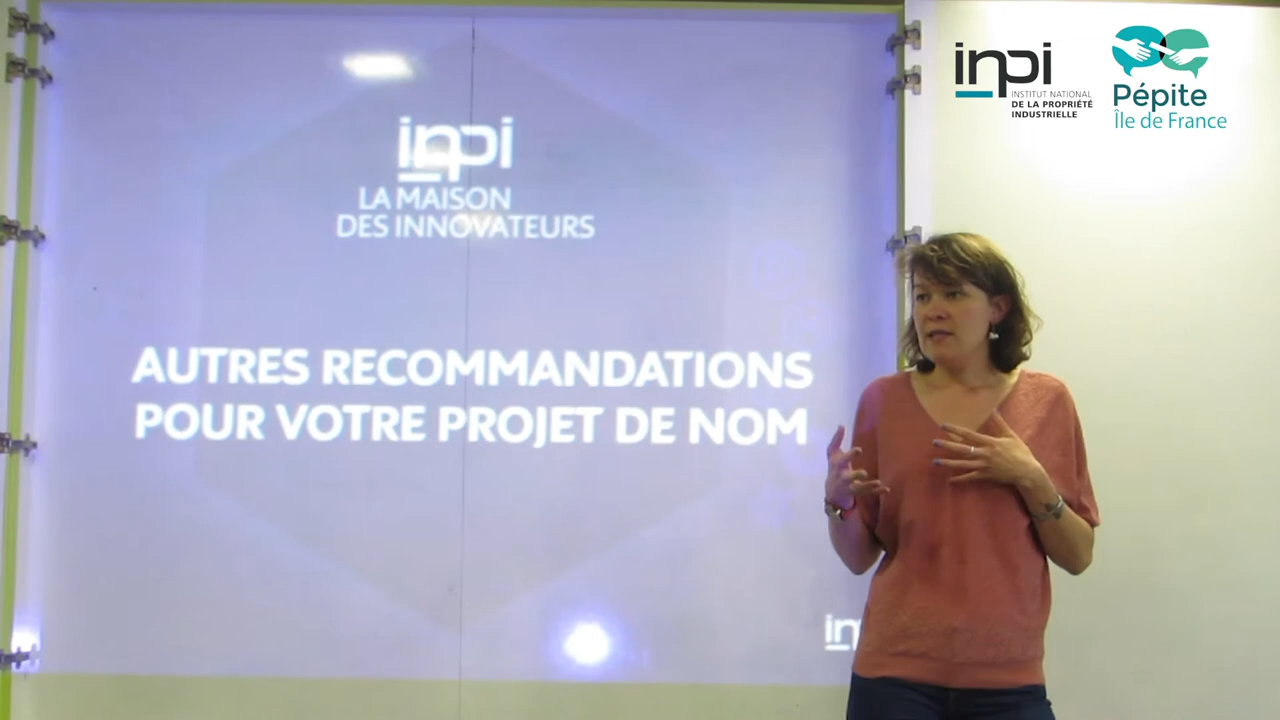 inpi
LA MAISON
DES INNOVATEURS
AUTRES RECOMMANDATIONS
POUR VOTRE PROJET DE NOM
inpi
INSTITUT NATIONAL
DE LA PROPRIÉTÉ
INDUSTRIELLE
Pépite
Île de France